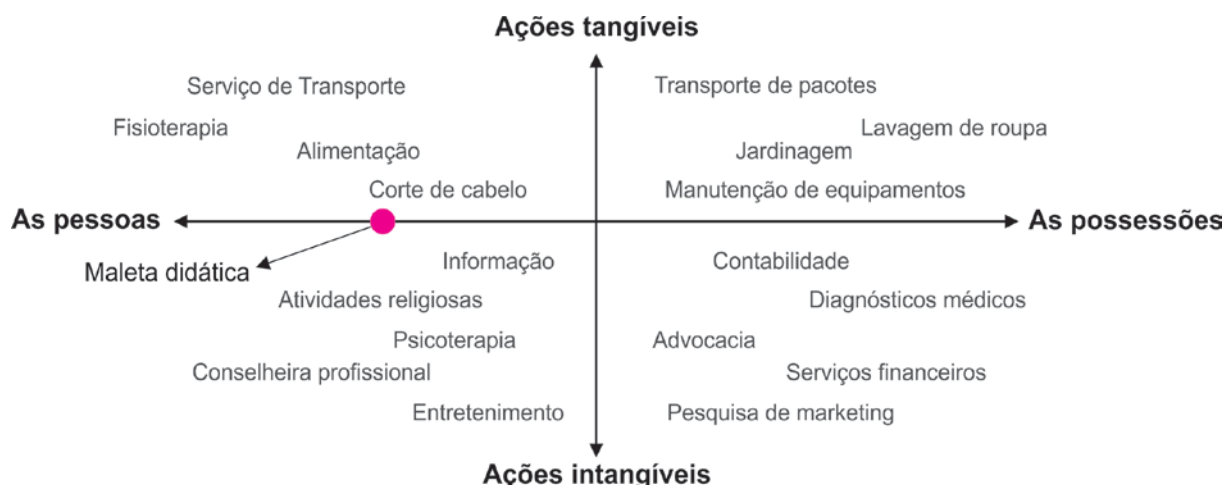 Ações tangíveis
Serviço de Transporte
Transporte de pacotes
Fisioterapia
Lavagem de roupa
Alimentação
Jardinagem
Corte de cabelo
Manutenção de equipamentos
As pessoas
As possessões
Maleta didática
Informação
Contabilidade
Atividades religiosas
Diagnósticos médicos
Psicoterapia
Advocacia
Conselheira profissional
Serviços financeiros
Entretenimento
Pesquisa de marketing
Ações intangíveis